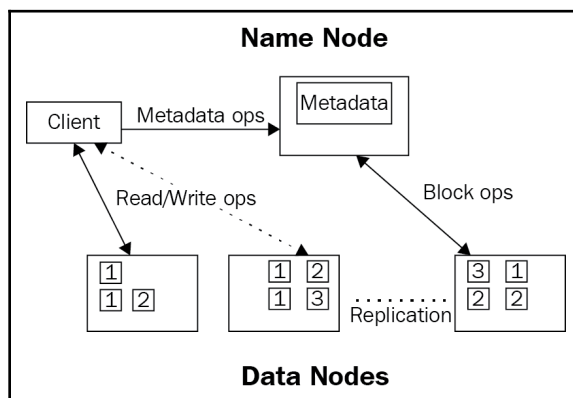 Name Node
Metadata
Client
Metadata ops
Read/Write ops
Block ops
1
1 2
1 2
1 3
3 1
2 2
Replication
Data Nodes